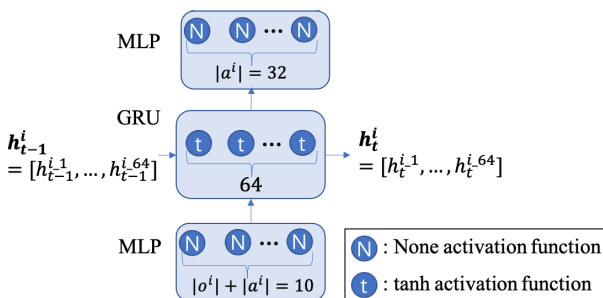 MLP
N N ... N
|a^i| = 32
GRU
h^i_{t-1}
= [h^{i_1}_{t-1}, ..., h^{i_64}_{t-1}]
t t ... t
64
h^i_t
= [h^{i_1}_t, ..., h^{i_64}_t]
MLP
N N ... N
|o^i| + |a^i| = 10
N : None activation function
t : tanh activation function